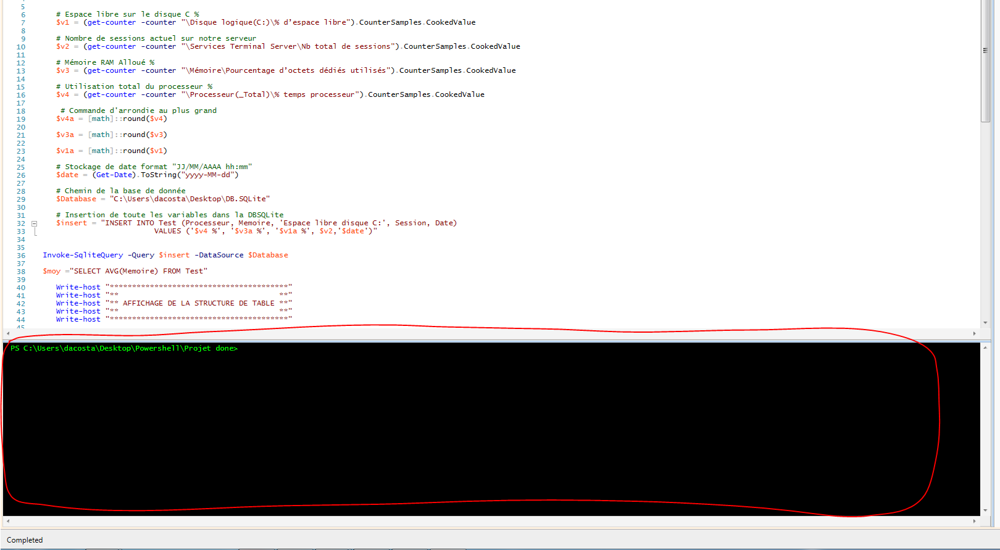 5
6 # Espace libre sur le disque C %
7 $v1 = (get-counter -counter "\Disque logique(C:)\% d’espace libre").CounterSamples.CookedValue
8
9 # Nombre de sessions actuel sur notre serveur
10 $v2 = (get-counter -counter "\Services Terminal Server\Nb total de sessions").CounterSamples.CookedValue
11
12 # Mémoire RAM Alloué %
13 $v3 = (get-counter -counter "\Mémoire\Pourcentage d’octets dédiés utilisés").CounterSamples.CookedValue
14
15 # Utilisation total du processeur %
16 $v4 = (get-counter -counter "\Processeur(_Total)\% temps processeur").CounterSamples.CookedValue
17
18 # Commande d'arrondie au plus grand
19 $v4a = [math]::round($v4)
20
21 $v3a = [math]::round($v3)
22
23 $v1a = [math]::round($v1)
24
25 # Stockage de date format "JJ/MM/AAAA hh:mm"
26 $date = (Get-Date).ToString("yyyy-MM-dd")
27
28 # Chemin de la base de donnée
29 $Database = "C:\Users\dacosta\Desktop\DB.SQLite"
30
31 # Insertion de toute les variables dans la DBSQLite
32 $insert = "INSERT INTO Test (Processeur, Memoire, 'Espace libre disque C:', Session, Date)
33 VALUES ('$v4 %', '$v3a %', '$v1a %', $v2,'$date')"
34
35
36 Invoke-SqliteQuery -Query $insert -DataSource $Database
37
38 $moy ="SELECT AVG(Memoire) FROM Test"
39
40 Write-host "****************************************"
41 Write-host "**                                    **"
42 Write-host "** AFFICHAGE DE LA STRUCTURE DE TABLE **"
43 Write-host "**                                    **"
44 Write-host "****************************************"
45
PS C:\Users\dacosta\Desktop\Powershell\Projet done>
Completed